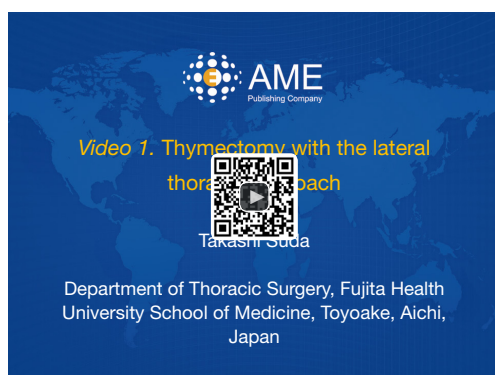 E AME
Publishing Company
Video 1. Thymectomy with the lateral
approach
Takashi Suda
Department of Thoracic Surgery, Fujita Health
University School of Medicine, Toyoake, Aichi,
Japan